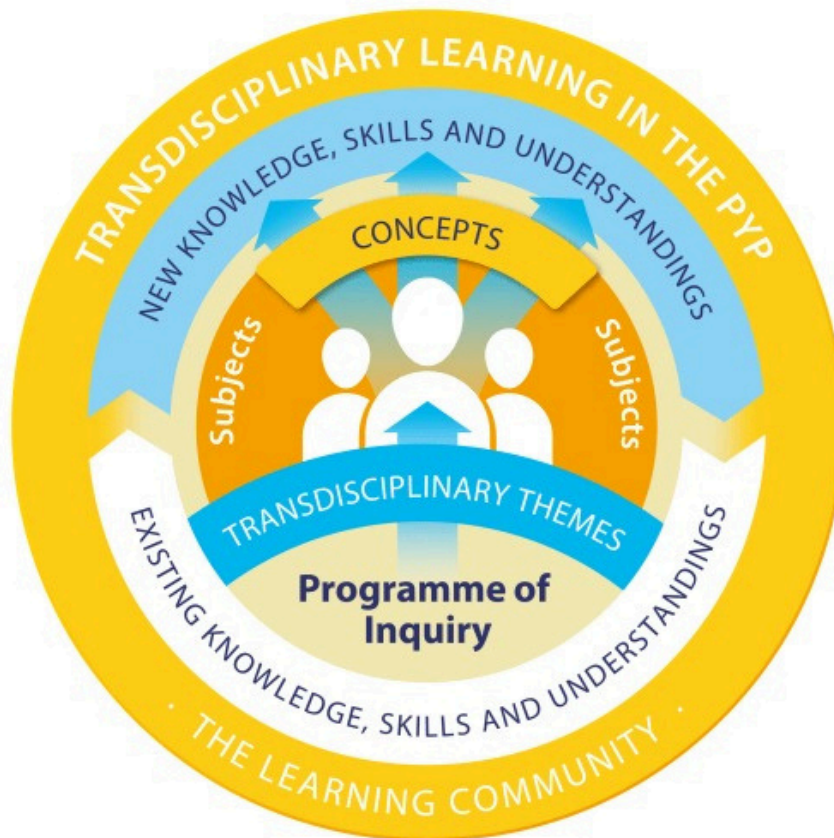 TRANSDISCIPLINARY LEARNING IN THE PYP
NEW KNOWLEDGE, SKILLS AND UNDERSTANDINGS
CONCEPTS
Subjects
Subjects
TRANSDISCIPLINARY THEMES
Programme of
Inquiry
EXISTING KNOWLEDGE, SKILLS AND UNDERSTANDINGS
· THE LEARNING COMMUNITY ·